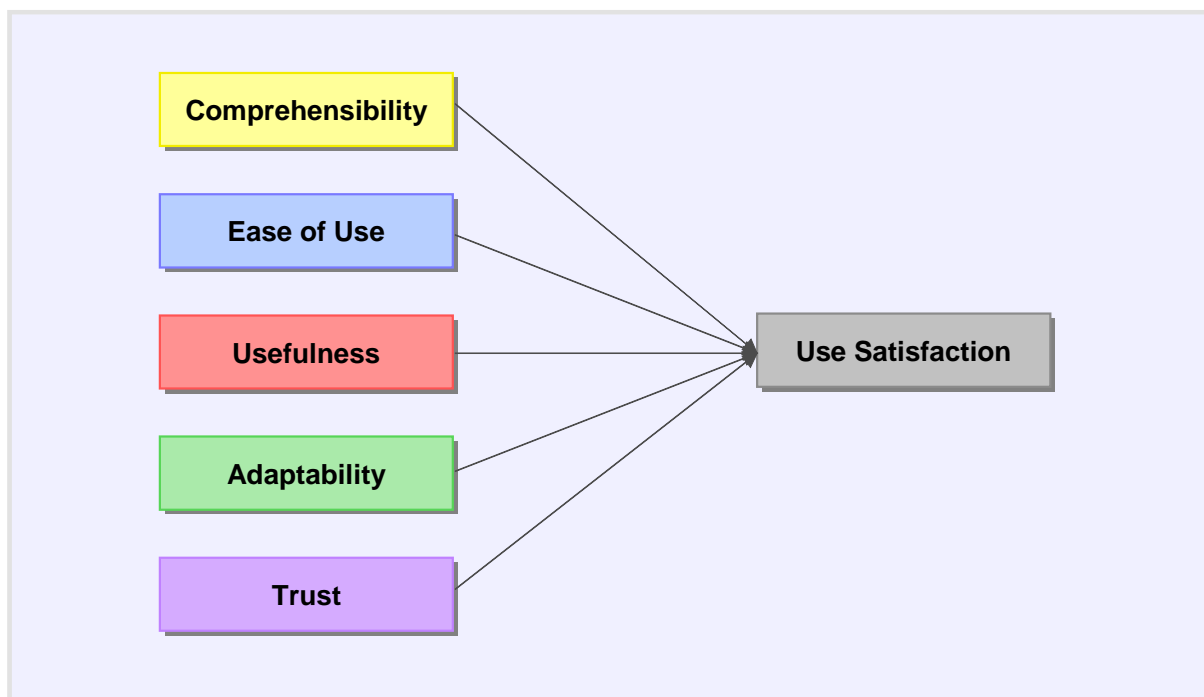 Comprehensibility
Ease of Use
Usefulness
Use Satisfaction
Adaptability
Trust